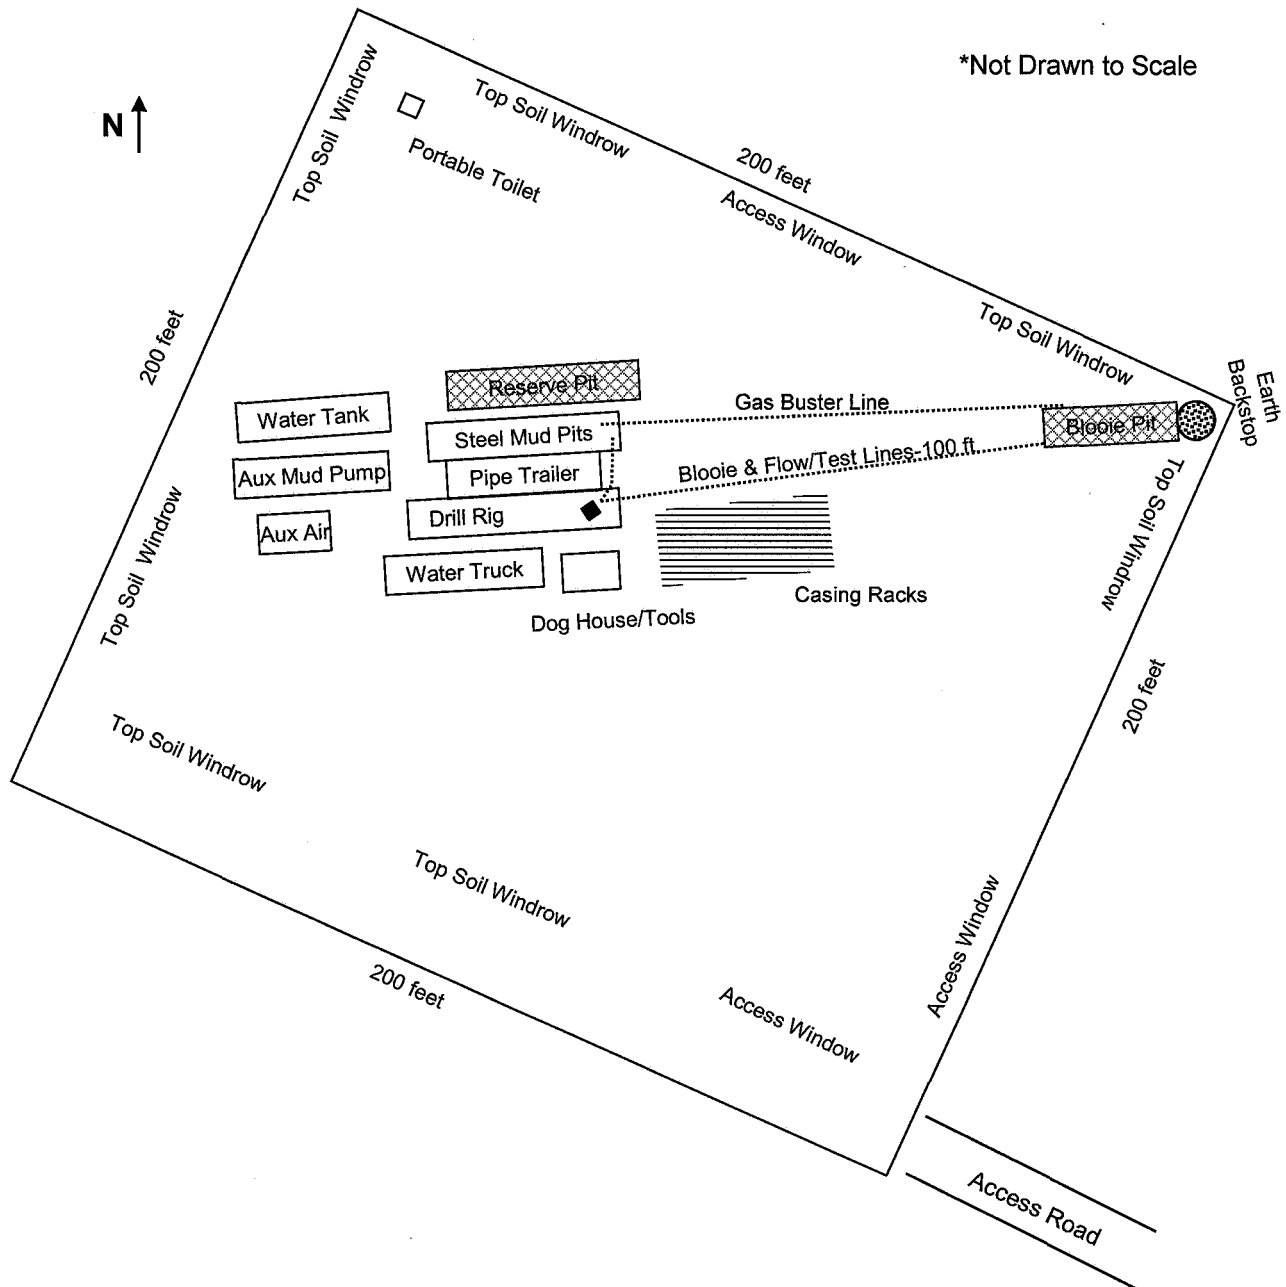 *Not Drawn to Scale
N
Top Soil Windrow
Top Soil Windrow
Portable Toilet
200 feet
Access Window
Top Soil Windrow
200 feet
Earth
Backstop
Reserve Pit
Water Tank
Gas Buster Line
Blooie Pit
Steel Mud Pits
Aux Mud Pump
Pipe Trailer
Blooie & Flow/Test Lines-100 ft
Top Soil Windrow
Drill Rig
Aux Air
Water Truck
Casing Racks
Dog House/Tools
Top Soil Windrow
200 feet
Top Soil Windrow
Top Soil Windrow
Access Window
200 feet
Access Window
Access Road